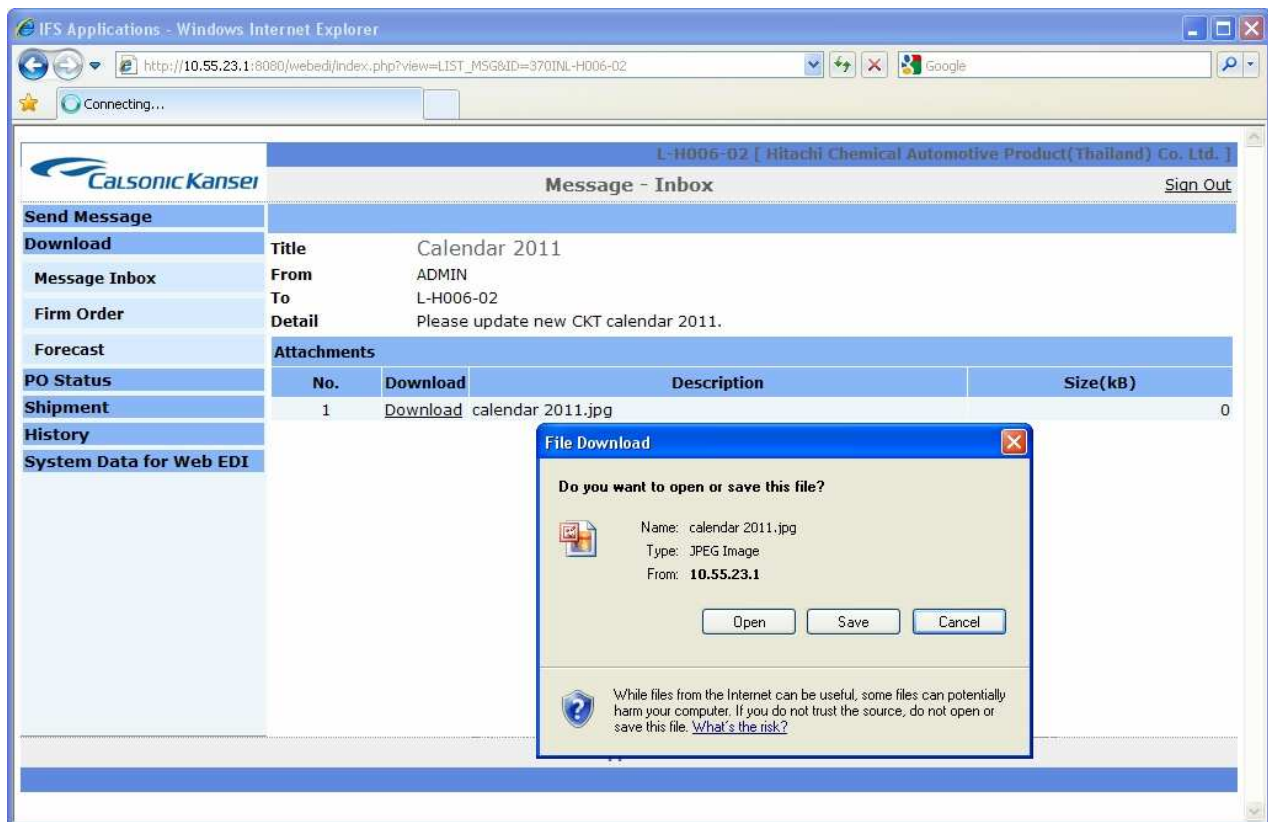 IFS Applications - Windows Internet Explorer
http://10.55.23.1:8080/webedi/index.php?view=LIST_MSG&ID=370INL-H006-02
Google
Connecting...
L-H006-02 [ Hitachi Chemical Automotive Product(Thailand) Co. Ltd. ]
CALSONIC KANSEI
Message - Inbox
Sign Out
Send Message
Download
Message Inbox
Firm Order
Forecast
PO Status
Shipment
History
System Data for Web EDI
Title Calendar 2011
From ADMIN
To L-H006-02
Detail Please update new CKT calendar 2011.
Attachments
No. Download Description Size(kB)
1 Download calendar 2011.jpg 0
File Download
Do you want to open or save this file?
Name: calendar 2011.jpg
Type: JPEG Image
From: 10.55.23.1
Open Save Cancel
While files from the Internet can be useful, some files can potentially
harm your computer. If you do not trust the source, do not open or
save this file. What's the risk?